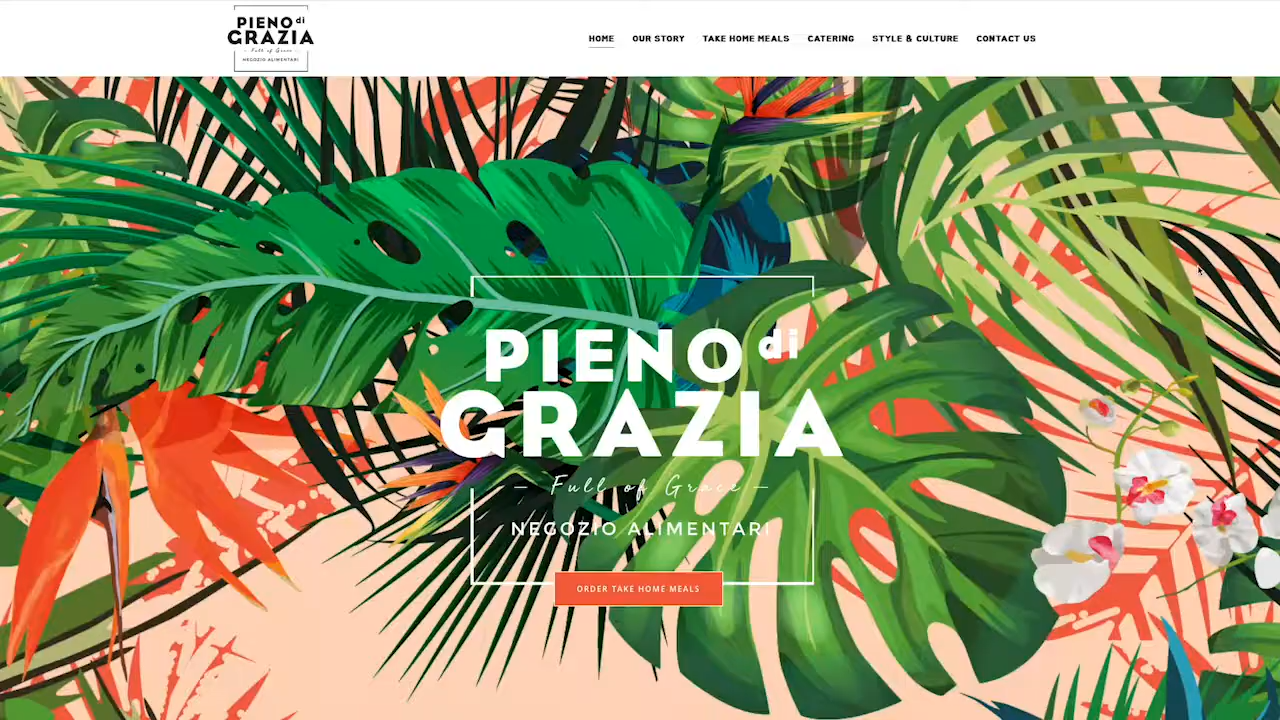 PIENO di
GRAZIA
- Full of Grace -
NEGOZIO ALIMENTARI
HOME OUR STORY TAKE HOME MEALS CATERING STYLE & CULTURE CONTACT US
PIENO di
GRAZIA
— Full of Grace —
NEGOZIO ALIMENTARI
ORDER TAKE HOME MEALS